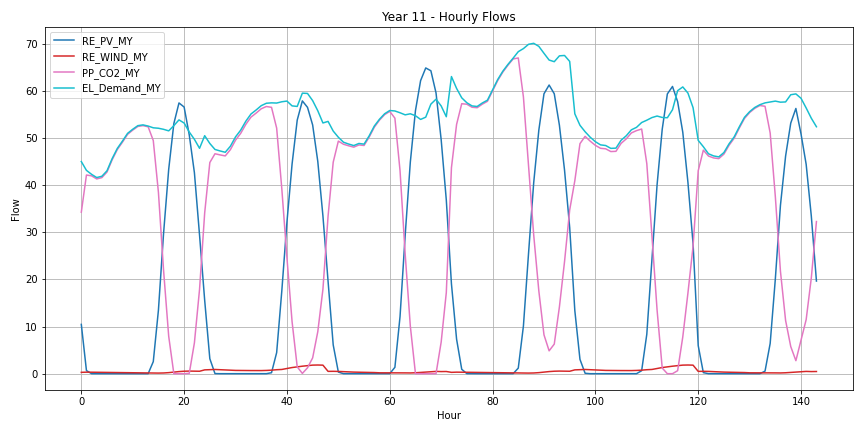 Year 11 - Hourly Flows
RE_PV_MY
RE_WIND_MY
PP_CO2_MY
EL_Demand_MY
Flow
70
60
50
40
30
20
10
0
0 20 40 60 80 100 120 140
Hour